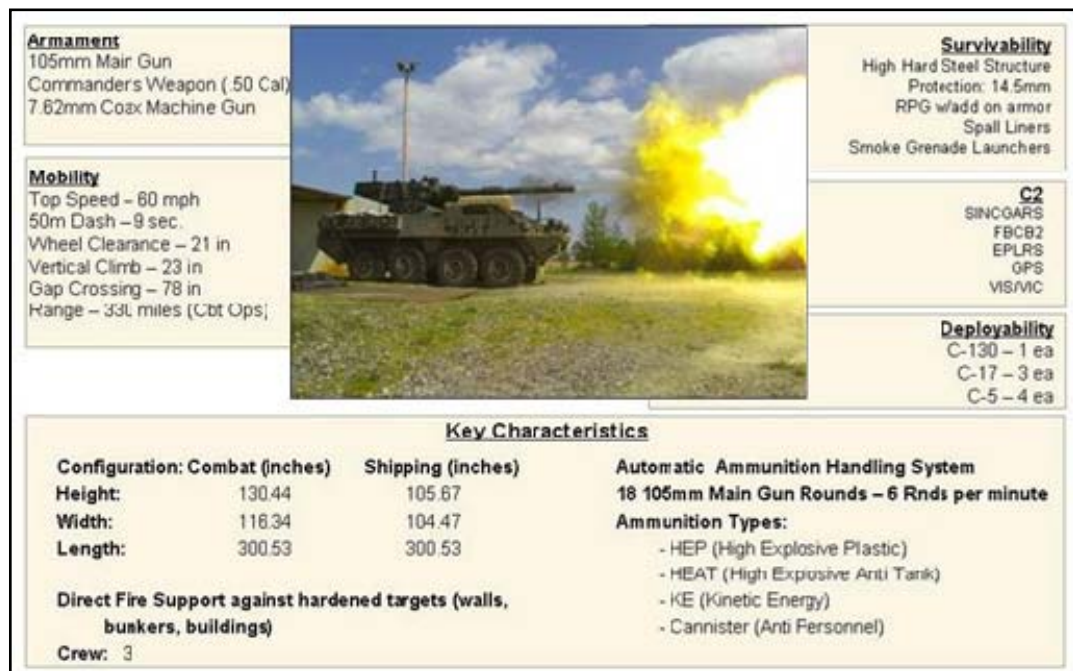 Armament
105mm Main Gun
Commanders Weapon (.50 Cal)
7.62mm Coax Machine Gun
Mobility
Top Speed – 60 mph
50m Dash – 9 sec.
Wheel Clearance – 21 in
Vertical Climb – 23 in
Gap Crossing – 78 in
Range – 330 miles (Cbt Ops)
Survivability
High Hard Steel Structure
Protection: 14.5mm
RPG w/add on armor
Spall Liners
Smoke Grenade Launchers
C2
SINCGARS
FBCB2
EPLRS
GPS
VIS/VIC
Deployability
C-130 – 1 ea
C-17 – 3 ea
C-5 – 4 ea
Key Characteristics
Configuration: Combat (inches) Shipping (inches)
Height: 130.44 105.67
Width: 116.34 104.47
Length: 300.53 300.53
Direct Fire Support against hardened targets (walls,
bunkers, buildings)
Crew: 3
Automatic Ammunition Handling System
18 105mm Main Gun Rounds – 6 Rnds per minute
Ammunition Types:
- HEP (High Explosive Plastic)
- HEAT (High Explosive Anti Tank)
- KE (Kinetic Energy)
- Cannister (Anti Personnel)